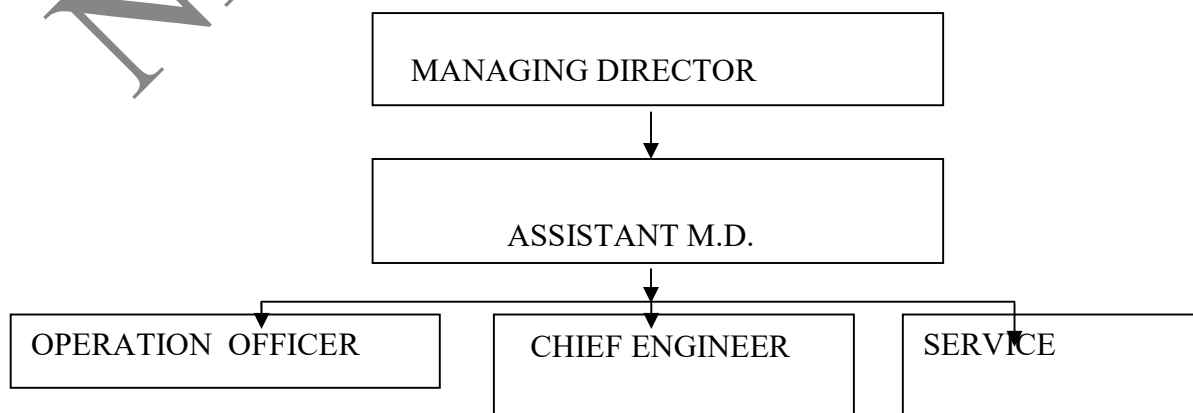 MANAGING DIRECTOR
ASSISTANT M.D.
OPERATION OFFICER
CHIEF ENGINEER
SERVICE